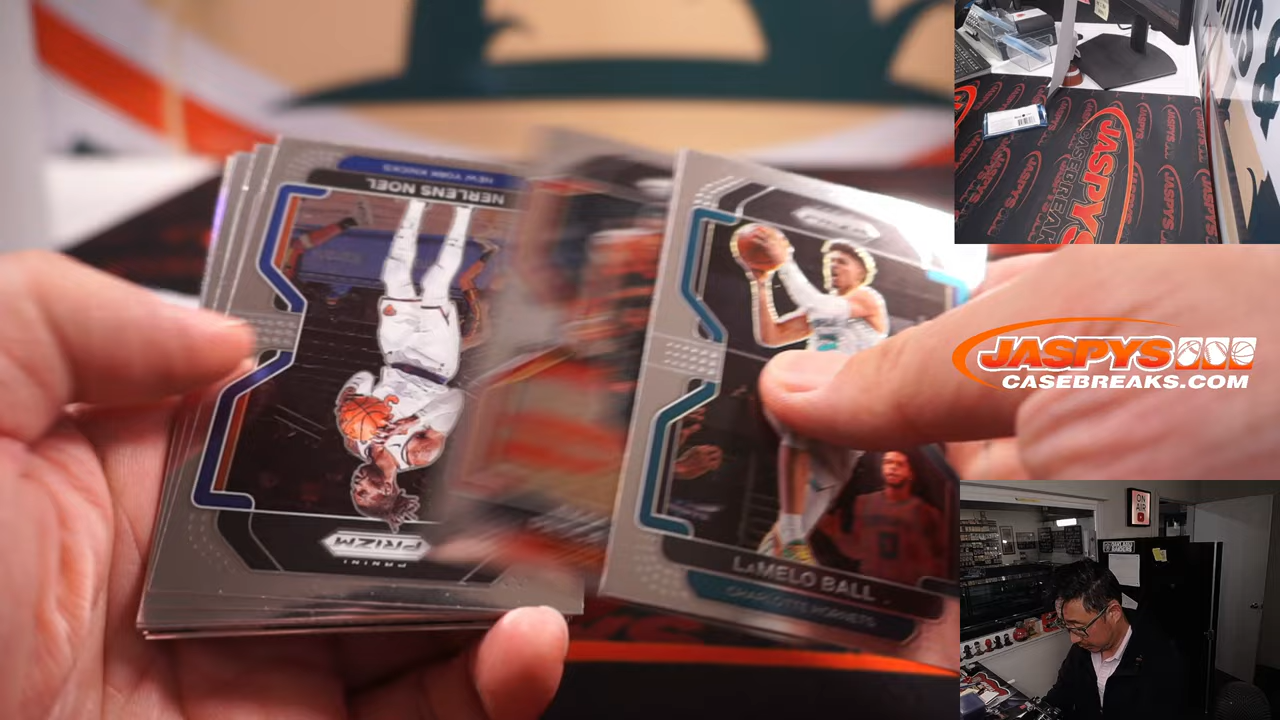 NEW YORK KNICKS
NERLENS NOEL
PRIZM
PANINI
PRIZM
LaMELO BALL
CHARLOTTE HORNETS
JASPYS
CASEBREAKS.COM
JASPYS
CASEBREAKS
ON
AIR